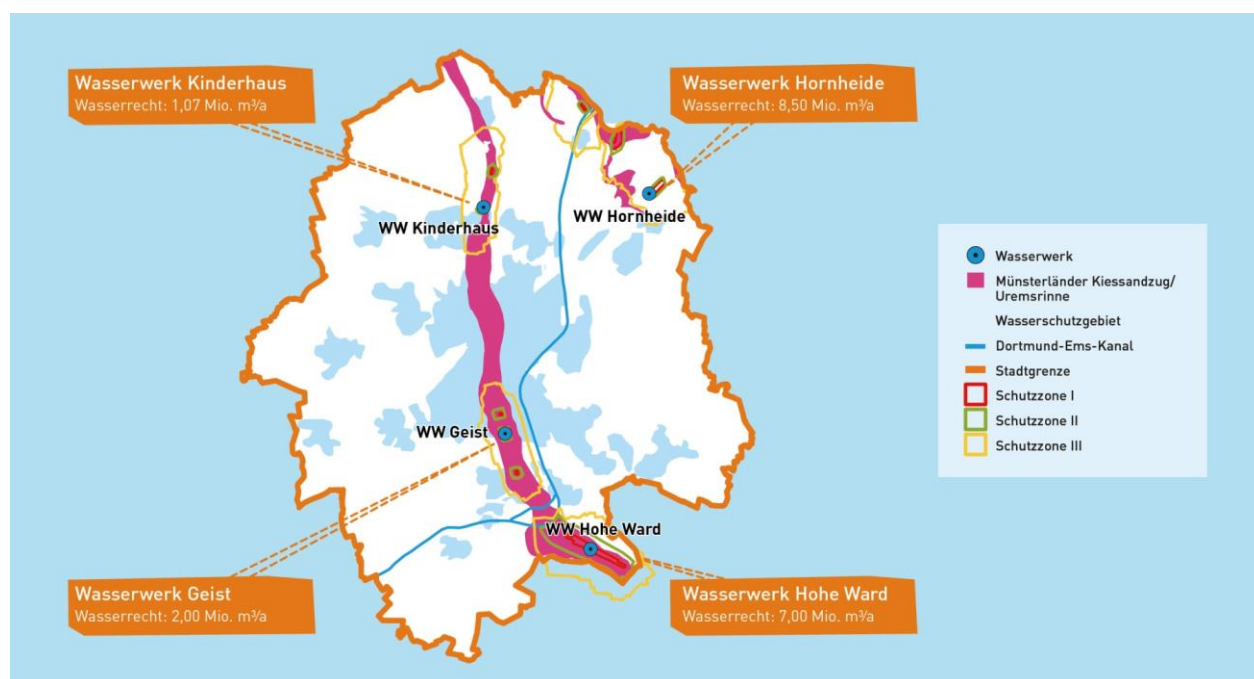 Wasserwerk Kinderhaus
Wasserrecht: 1,07 Mio. m³/a
Wasserwerk Hornheide
Wasserrecht: 8,50 Mio. m³/a
WW Kinderhaus
WW Hornheide
WW Geist
WW Hohe Ward
Wasserwerk Geist
Wasserrecht: 2,00 Mio. m³/a
Wasserwerk Hohe Ward
Wasserrecht: 7,00 Mio. m³/a
Wasserwerk
Münsterländer Kiessandzug/
Uremsrinne
Wasserschutzgebiet
Dortmund-Ems-Kanal
Stadtgrenze
Schutzzone I
Schutzzone II
Schutzzone III